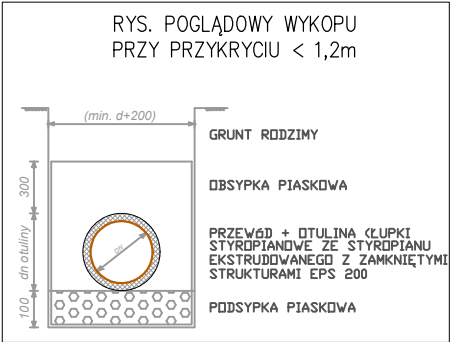 RYS. POGLĄDOWY WYKOPU
PRZY PRZYKRYCIU < 1,2m
(min. d+200)
GRUNT RODZIMY
300
OBSYPKA PIASKOWA
dn otuliny
DN
PRZEWÓD + OTULINA (ŁUPKI
STYROPIANOWE ZE STYROPIANU
EKSTRUDOWANEGO Z ZAMKNIĘTYMI
STRUKTURAMI EPS 200
100
PODSYPKA PIASKOWA